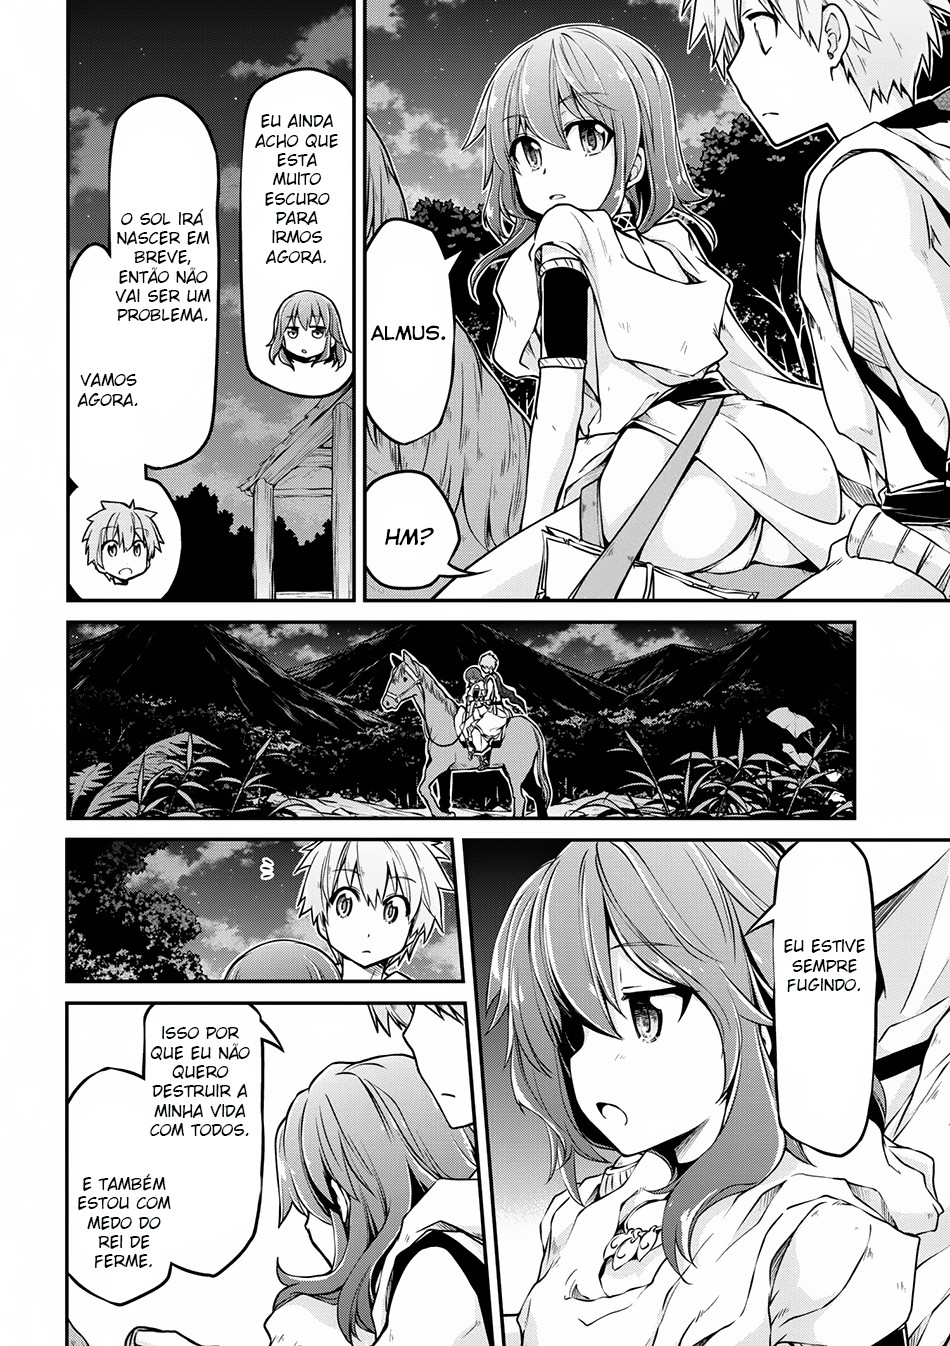 ALMUS.
HM?
EU AINDA
ACHO QUE
ESTA
MUITO
ESCURO
PARA
IRMOS
AGORA.
O SOL IRÁ
NASCER EM
BREVE,
ENTÃO NÃO
VAI SER UM
PROBLEMA.
VAMOS
AGORA.
EU ESTIVE
SEMPRE
FUGINDO.
ISSO POR
QUE EU NÃO
QUERO
DESTRUIR A
MINHA VIDA
COM TODOS.
E TAMBÉM
ESTOU COM
MEDO DO
REI DE
FERME.